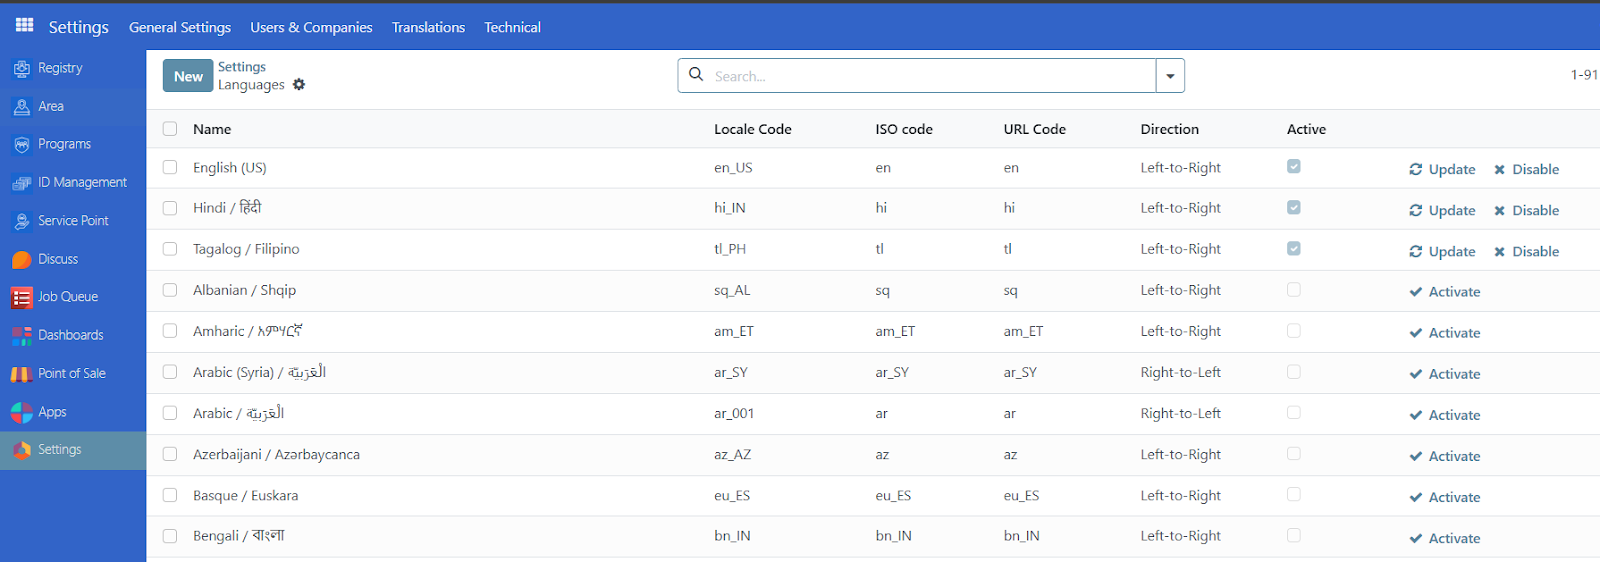 Settings General Settings Users & Companies Translations Technical
Registry
Area
Programs
ID Management
Service Point
Discuss
Job Queue
Dashboards
Point of Sale
Apps
Settings
New
Settings
Languages
Search...
1-91
Name Locale Code ISO code URL Code Direction Active
English (US) en_US en en Left-to-Right Update Disable
Hindi / हिंदी hi_IN hi hi Left-to-Right Update Disable
Tagalog / Filipino tl_PH tl tl Left-to-Right Update Disable
Albanian / Shqip sq_AL sq sq Left-to-Right Activate
Amharic / አምሃርኛ am_ET am_ET am_ET Left-to-Right Activate
Arabic (Syria) / الْعَرَبيّة ar_SY ar_SY ar_SY Right-to-Left Activate
Arabic / الْعَرَبيّة ar_001 ar ar Right-to-Left Activate
Azerbaijani / Azərbaycanca az_AZ az az Left-to-Right Activate
Basque / Euskara eu_ES eu_ES eu_ES Left-to-Right Activate
Bengali / বাংলা bn_IN bn_IN bn_IN Left-to-Right Activate